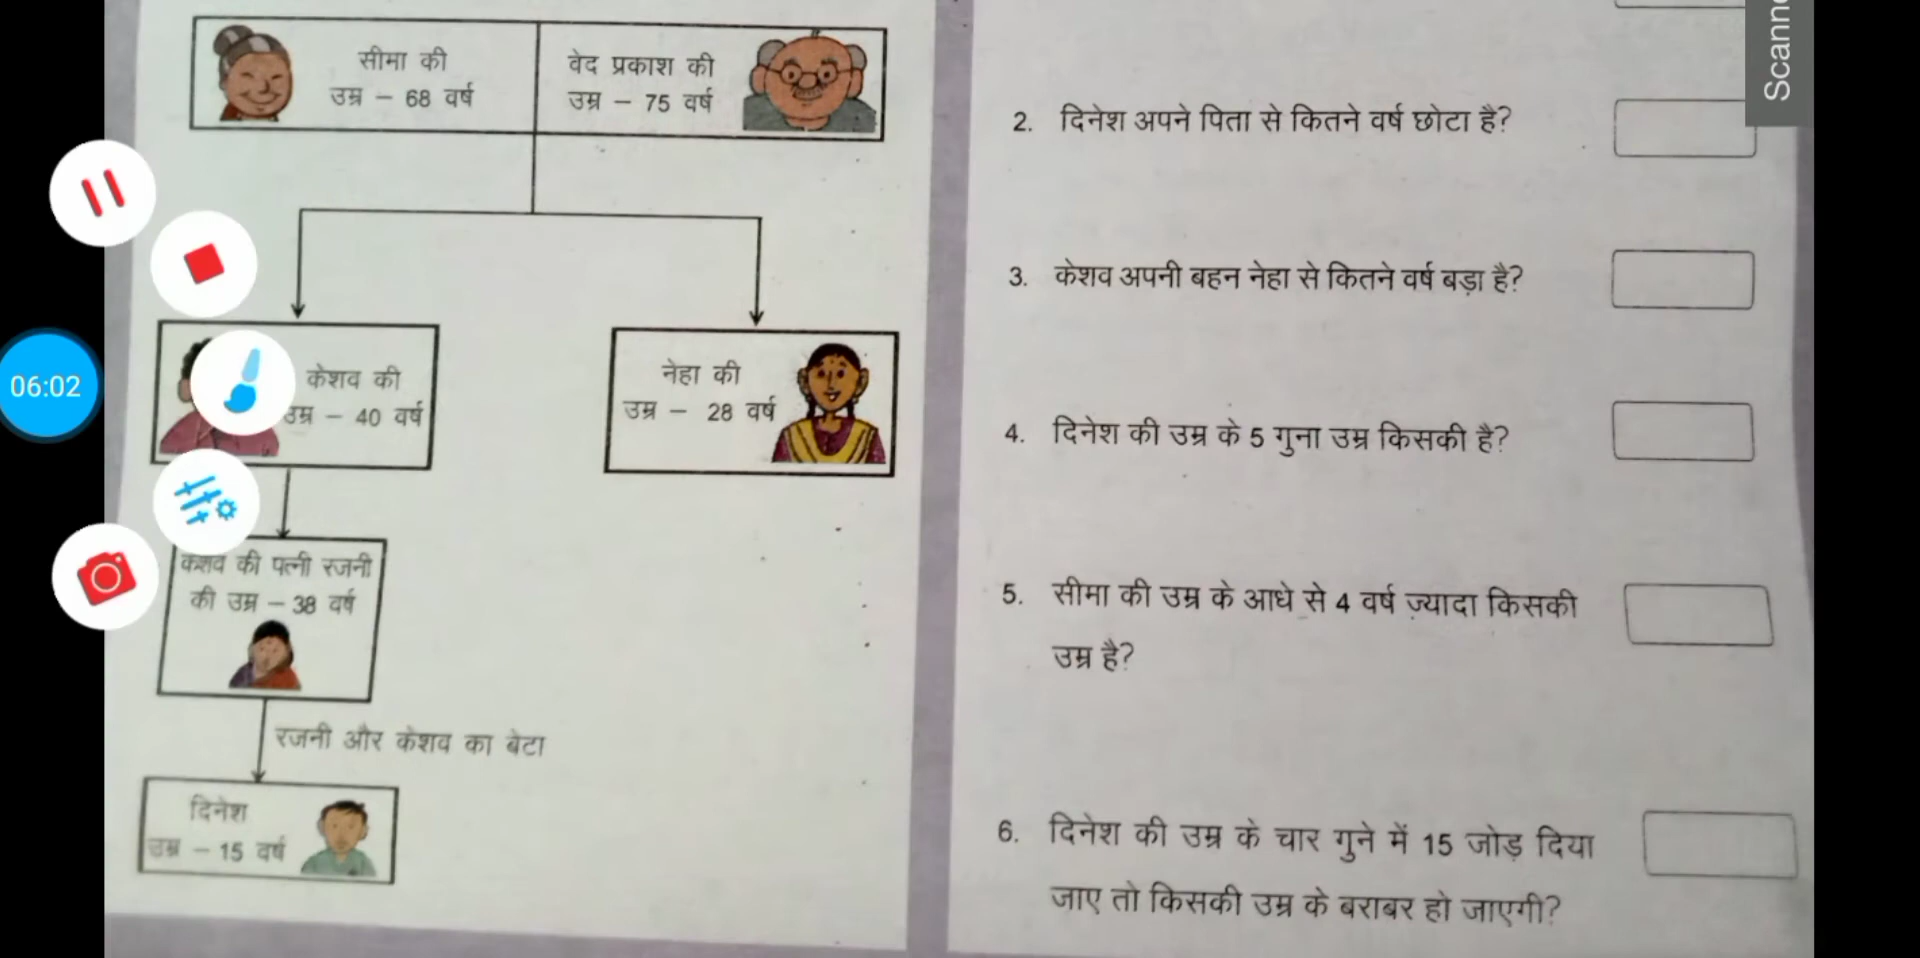 सीमा की
उम्र – 68 वर्ष
वेद प्रकाश की
उम्र – 75 वर्ष
केशव की
उम्र – 40 वर्ष
नेहा की
उम्र – 28 वर्ष
केशव की पत्नी रजनी
की उम्र – 38 वर्ष
रजनी और केशव का बेटा
दिनेश
उम्र – 15 वर्ष
06:02
2. दिनेश अपने पिता से कितने वर्ष छोटा है?
3. केशव अपनी बहन नेहा से कितने वर्ष बड़ा है?
4. दिनेश की उम्र के 5 गुना उम्र किसकी है?
5. सीमा की उम्र के आधे से 4 वर्ष ज़्यादा किसकी
उम्र है?
6. दिनेश की उम्र के चार गुने में 15 जोड़ दिया
जाए तो किसकी उम्र के बराबर हो जाएगी?